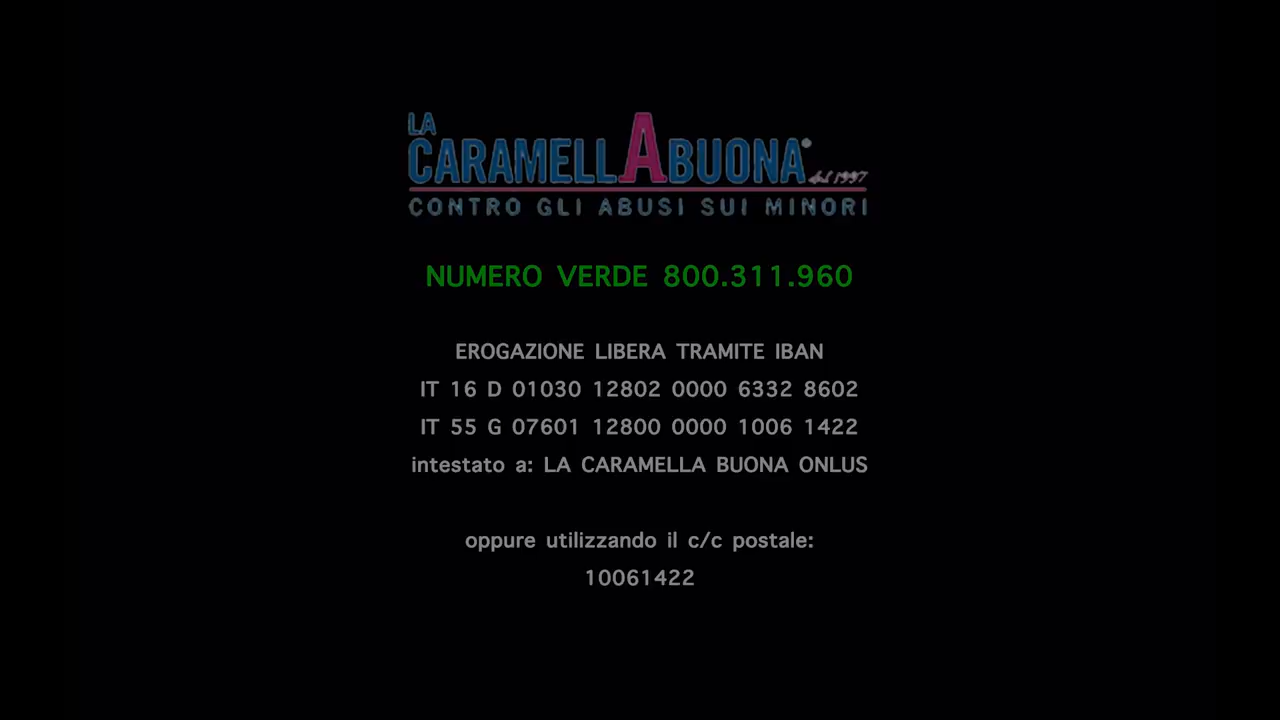 LA
CARAMELLABUONA®
dal 1997
CONTRO GLI ABUSI SUI MINORI
NUMERO VERDE 800.311.960
EROGAZIONE LIBERA TRAMITE IBAN
IT 16 D 01030 12802 0000 6332 8602
IT 55 G 07601 12800 0000 1006 1422
intestato a: LA CARAMELLA BUONA ONLUS
oppure utilizzando il c/c postale:
10061422